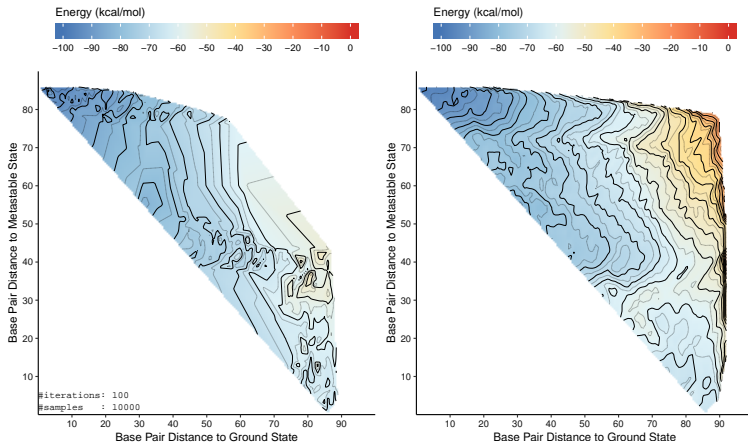 Energy (kcal/mol)
−100 −90 −80 −70 −60 −50 −40 −30 −20 −10 0
Base Pair Distance to Metastable State
80
70
60
50
40
30
20
10
#iterations: 100
#samples : 10000
10 20 30 40 50 60 70 80 90
Base Pair Distance to Ground State
Energy (kcal/mol)
−100 −90 −80 −70 −60 −50 −40 −30 −20 −10 0
Base Pair Distance to Metastable State
80
70
60
50
40
30
20
10
10 20 30 40 50 60 70 80 90
Base Pair Distance to Ground State